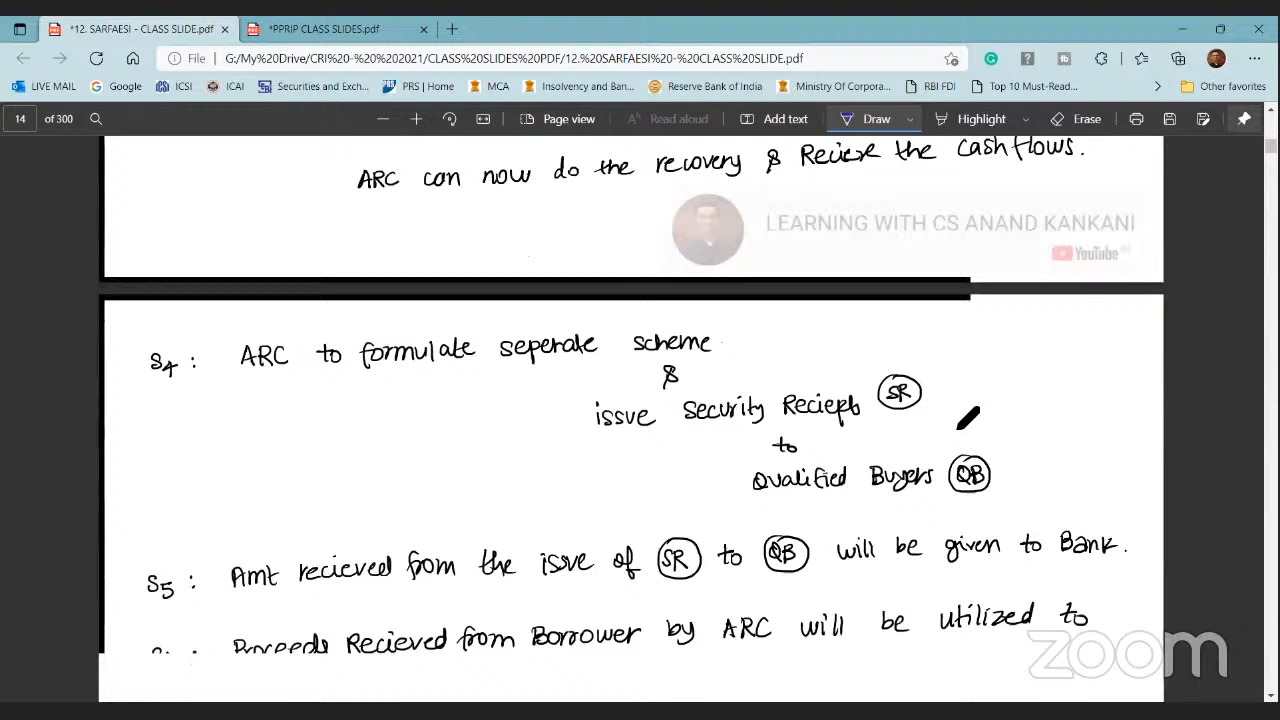 *12. SARFAESI - CLASS SLIDE.pdf
*PPRIP CLASS SLIDES.pdf
File
G:/My%20Drive/CRI%20-%20%202021/CLASS%20SLIDES%20PDF/12.%20SARFAESI%20-%20CLASS%20SLIDE.pdf
LIVE MAIL Google ICSI ICAI Securities and Exch... PRS | Home MCA Insolvency and Ban... Reserve Bank of India Ministry Of Corpora... RBI FDI Top 10 Must-Read... Other favorites
14 of 300 Page view Read aloud Add text Draw Highlight Erase
ARC can now do the recovery & Recieve the cashflows.
LEARNING WITH CS ANAND KANKANI
YouTube
S4 : ARC to formulate seperate scheme
&
issue Security Reciepts SR
to
Qualified Buyers QB
S5 : Amt recieved from the issue of SR to QB will be given to Bank.
Proceeds Recieved from Borrower by ARC will be utilized to
zoom